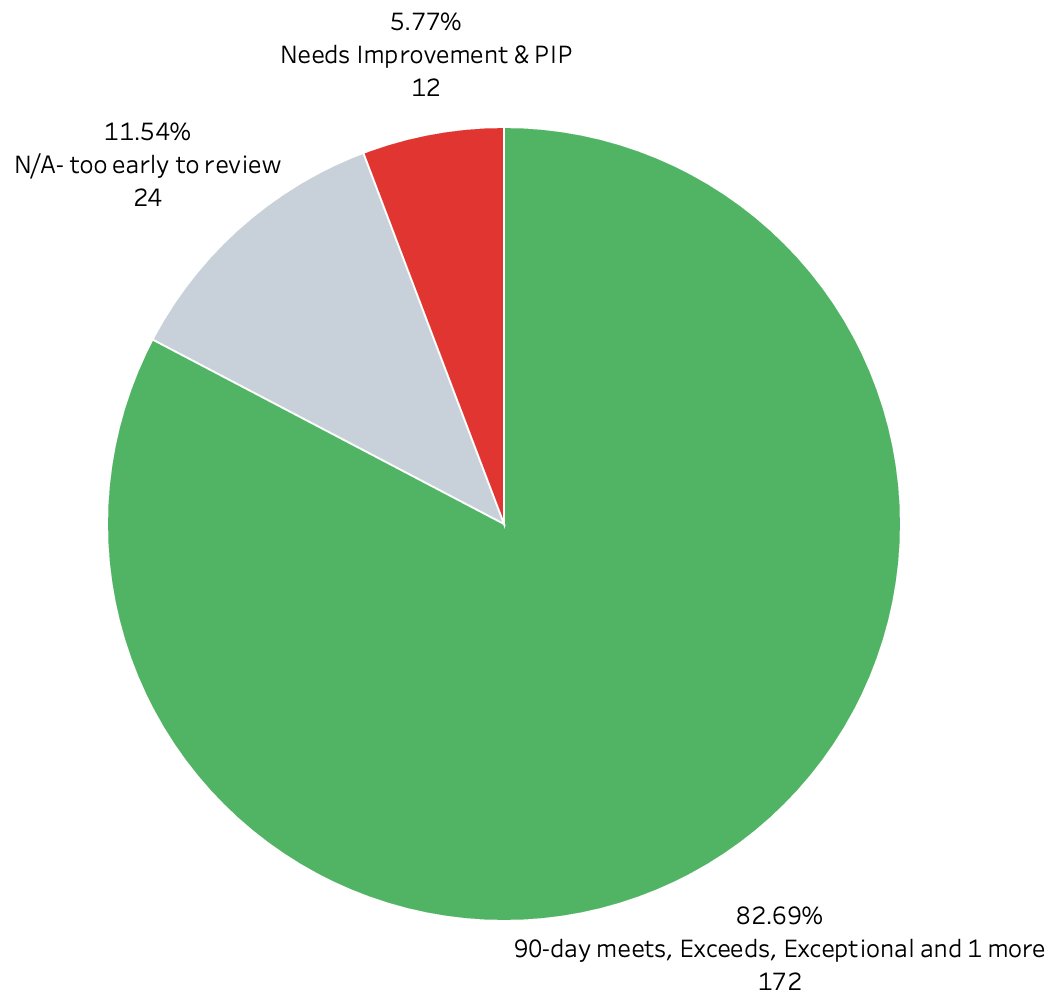 5.77%
Needs Improvement & PIP
12
11.54%
N/A- too early to review
24
82.69%
90-day meets, Exceeds, Exceptional and 1 more
172